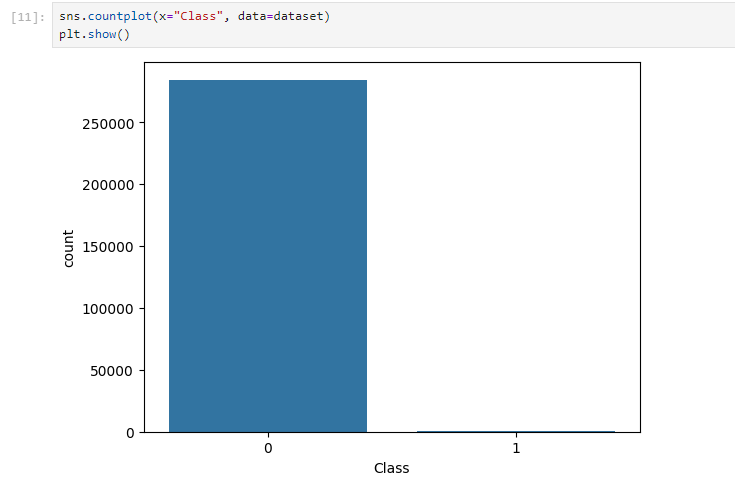 [11]: sns.countplot(x="Class", data=dataset)
plt.show()
250000
200000
150000
100000
50000
0
count
0 1
Class